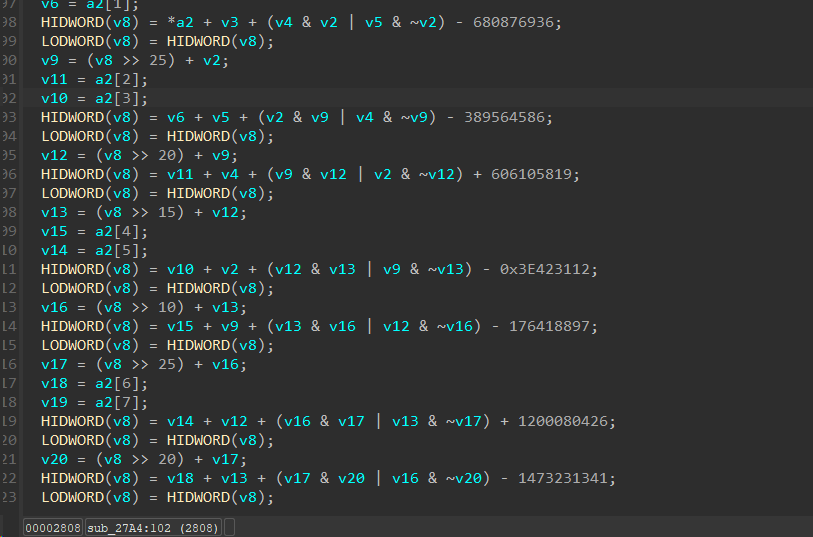 97 v6 = a2[1];
98 HIDWORD(v8) = *a2 + v3 + (v4 & v2 | v5 & ~v2) - 680876936;
99 LODWORD(v8) = HIDWORD(v8);
00 v9 = (v8 >> 25) + v2;
01 v11 = a2[2];
02 v10 = a2[3];
03 HIDWORD(v8) = v6 + v5 + (v2 & v9 | v4 & ~v9) - 389564586;
04 LODWORD(v8) = HIDWORD(v8);
05 v12 = (v8 >> 20) + v9;
06 HIDWORD(v8) = v11 + v4 + (v9 & v12 | v2 & ~v12) + 606105819;
07 LODWORD(v8) = HIDWORD(v8);
08 v13 = (v8 >> 15) + v12;
09 v15 = a2[4];
10 v14 = a2[5];
11 HIDWORD(v8) = v10 + v2 + (v12 & v13 | v9 & ~v13) - 0x3E423112;
12 LODWORD(v8) = HIDWORD(v8);
13 v16 = (v8 >> 10) + v13;
14 HIDWORD(v8) = v15 + v9 + (v13 & v16 | v12 & ~v16) - 176418897;
15 LODWORD(v8) = HIDWORD(v8);
16 v17 = (v8 >> 25) + v16;
17 v18 = a2[6];
18 v19 = a2[7];
19 HIDWORD(v8) = v14 + v12 + (v16 & v17 | v13 & ~v17) + 1200080426;
20 LODWORD(v8) = HIDWORD(v8);
21 v20 = (v8 >> 20) + v17;
22 HIDWORD(v8) = v18 + v13 + (v17 & v20 | v16 & ~v20) - 1473231341;
23 LODWORD(v8) = HIDWORD(v8);
00002808 sub_27A4:102 (2808)